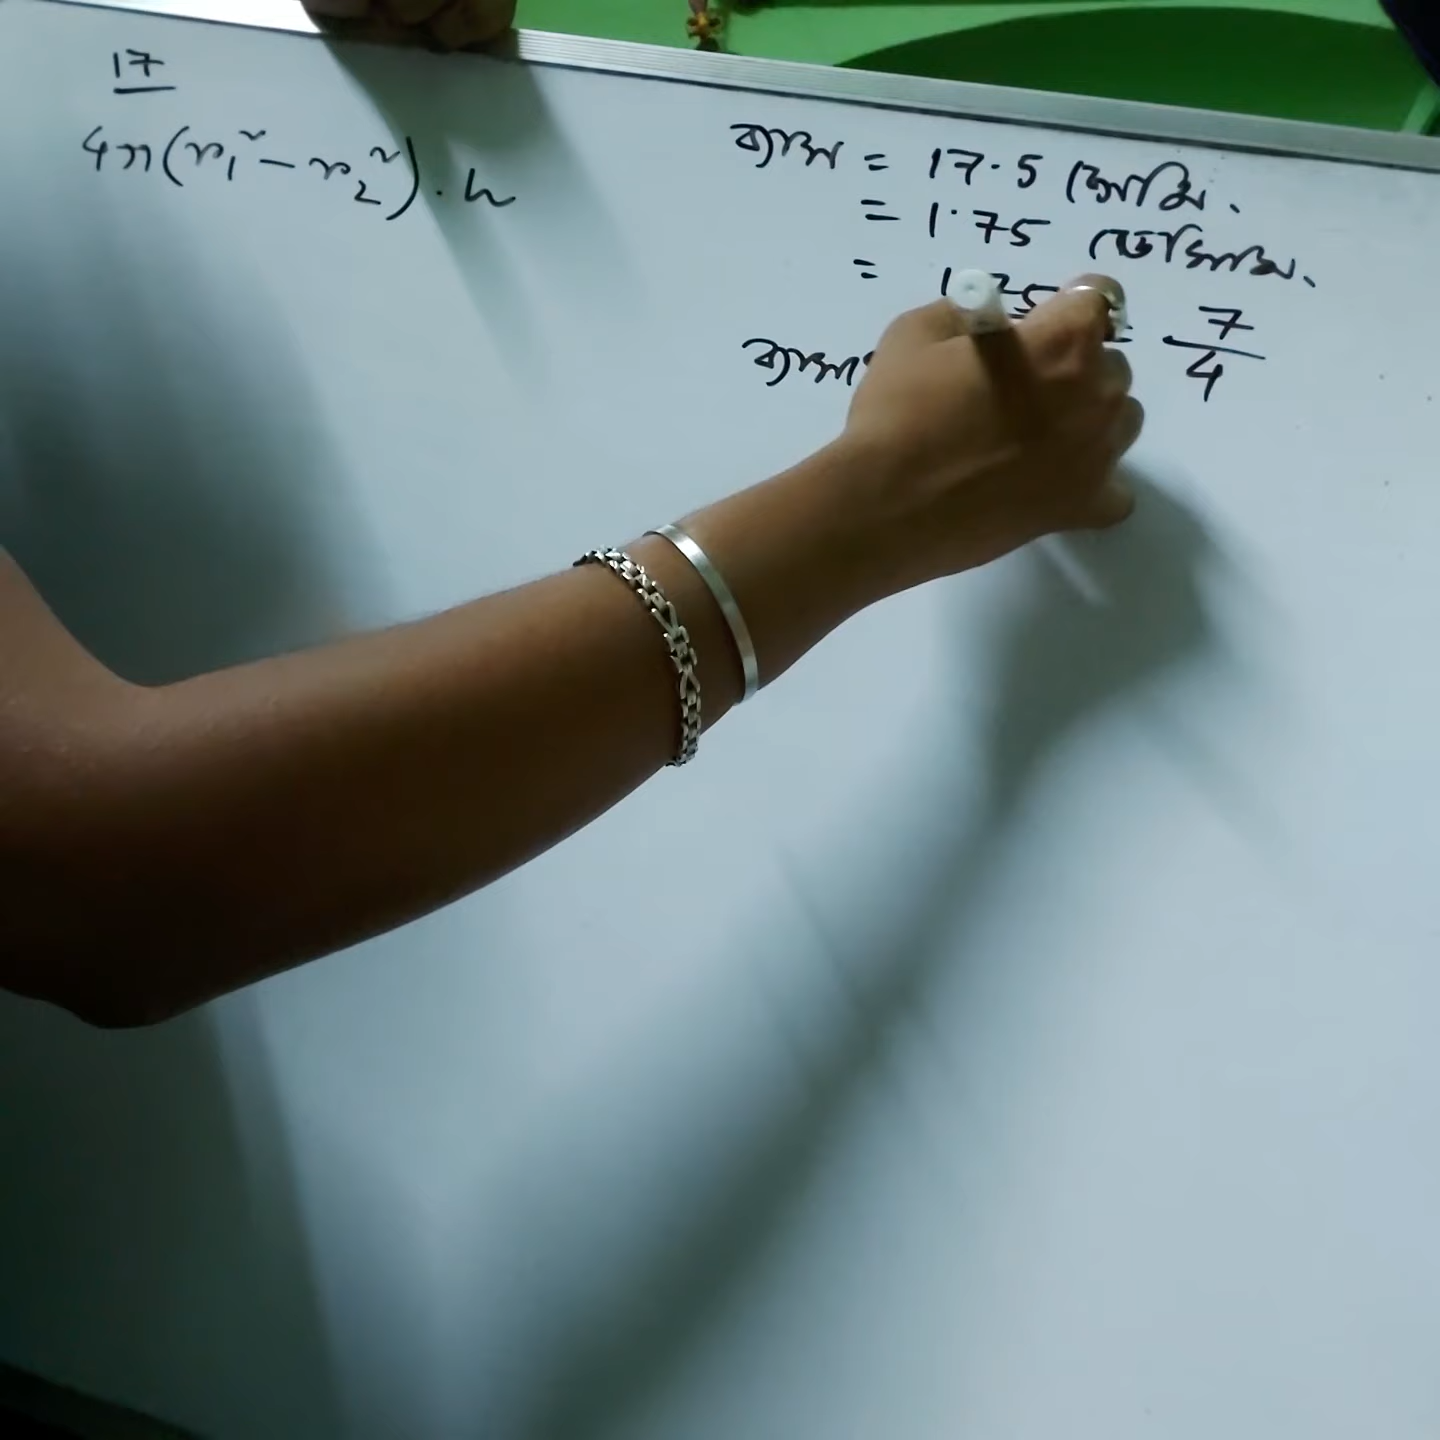 17
4π(r₁² - r₂²).h
ব্যাস = 17.5 সেমি.
= 1.75 ডেসিমি.
= = 7/4